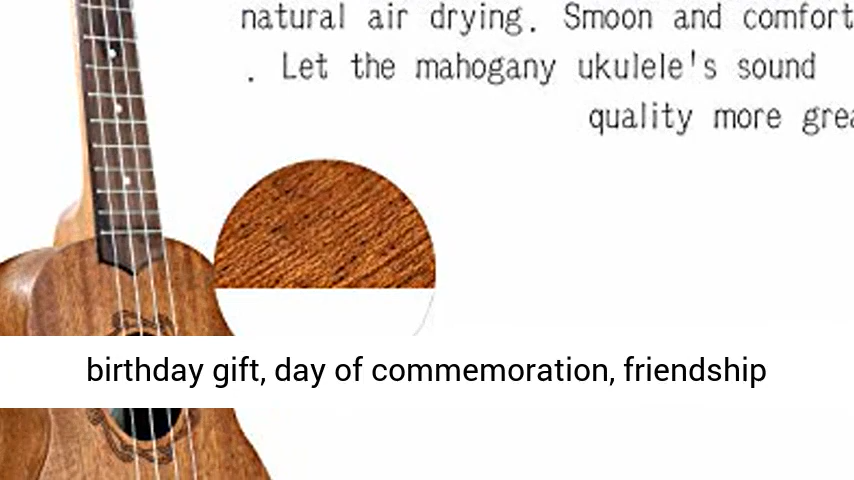 natural air drying. Smoon and comfort
. Let the mahogany ukulele's sound
quality more grea
birthday gift, day of commemoration, friendship